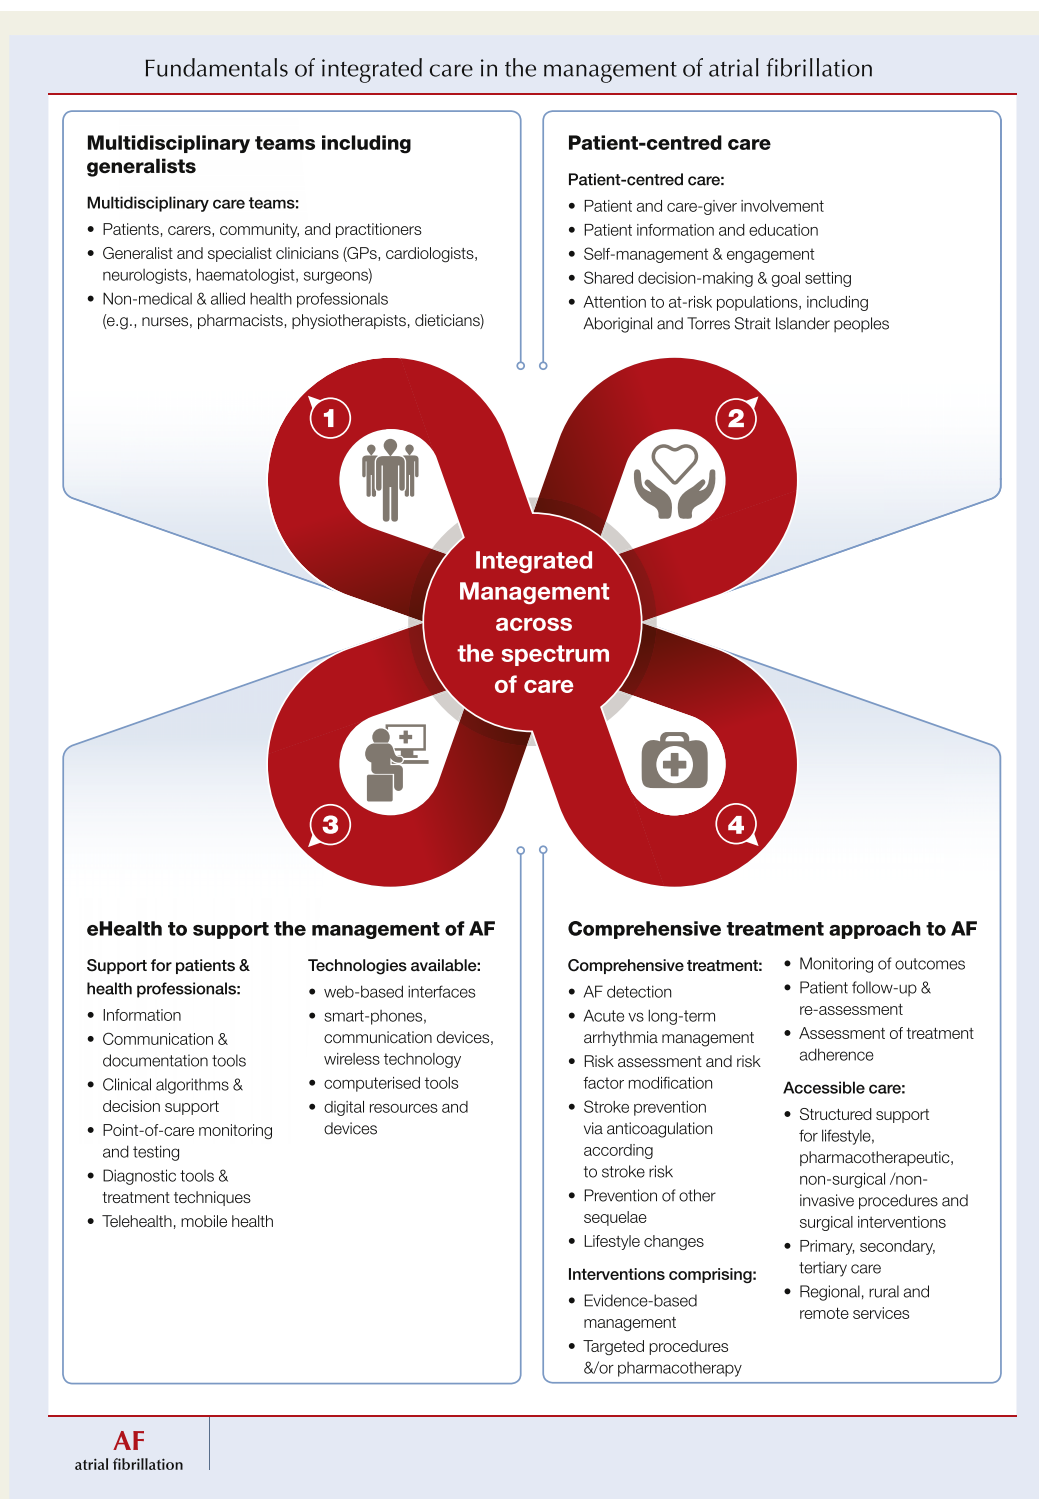 Fundamentals of integrated care in the management of atrial fibrillation
Multidisciplinary teams including
generalists
Multidisciplinary care teams:
• Patients, carers, community, and practitioners
• Generalist and specialist clinicians (GPs, cardiologists,
neurologists, haematologist, surgeons)
• Non-medical & allied health professionals
(e.g., nurses, pharmacists, physiotherapists, dieticians)
Patient-centred care
Patient-centred care:
• Patient and care-giver involvement
• Patient information and education
• Self-management & engagement
• Shared decision-making & goal setting
• Attention to at-risk populations, including
Aboriginal and Torres Strait Islander peoples
1
2
Integrated
Management
across
the spectrum
of care
3
4
eHealth to support the management of AF
Support for patients &
health professionals:
• Information
• Communication &
documentation tools
• Clinical algorithms &
decision support
• Point-of-care monitoring
and testing
• Diagnostic tools &
treatment techniques
• Telehealth, mobile health
Technologies available:
• web-based interfaces
• smart-phones,
communication devices,
wireless technology
• computerised tools
• digital resources and
devices
Comprehensive treatment approach to AF
Comprehensive treatment:
• AF detection
• Acute vs long-term
arrhythmia management
• Risk assessment and risk
factor modification
• Stroke prevention
via anticoagulation
according
to stroke risk
• Prevention of other
sequelae
• Lifestyle changes
Interventions comprising:
• Evidence-based
management
• Targeted procedures
&/or pharmacotherapy
• Monitoring of outcomes
• Patient follow-up &
re-assessment
• Assessment of treatment
adherence
Accessible care:
• Structured support
for lifestyle,
pharmacotherapeutic,
non-surgical /non-
invasive procedures and
surgical interventions
• Primary, secondary,
tertiary care
• Regional, rural and
remote services
AF
atrial fibrillation